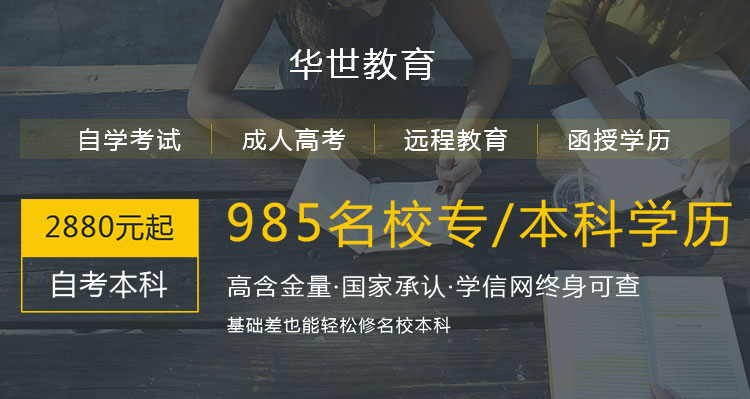 华世教育
自学考试 成人高考 远程教育 函授学历
2880元起
自考本科
985名校专/本科学历
高含金量·国家承认·学信网终身可查
基础差也能轻松修名校本科